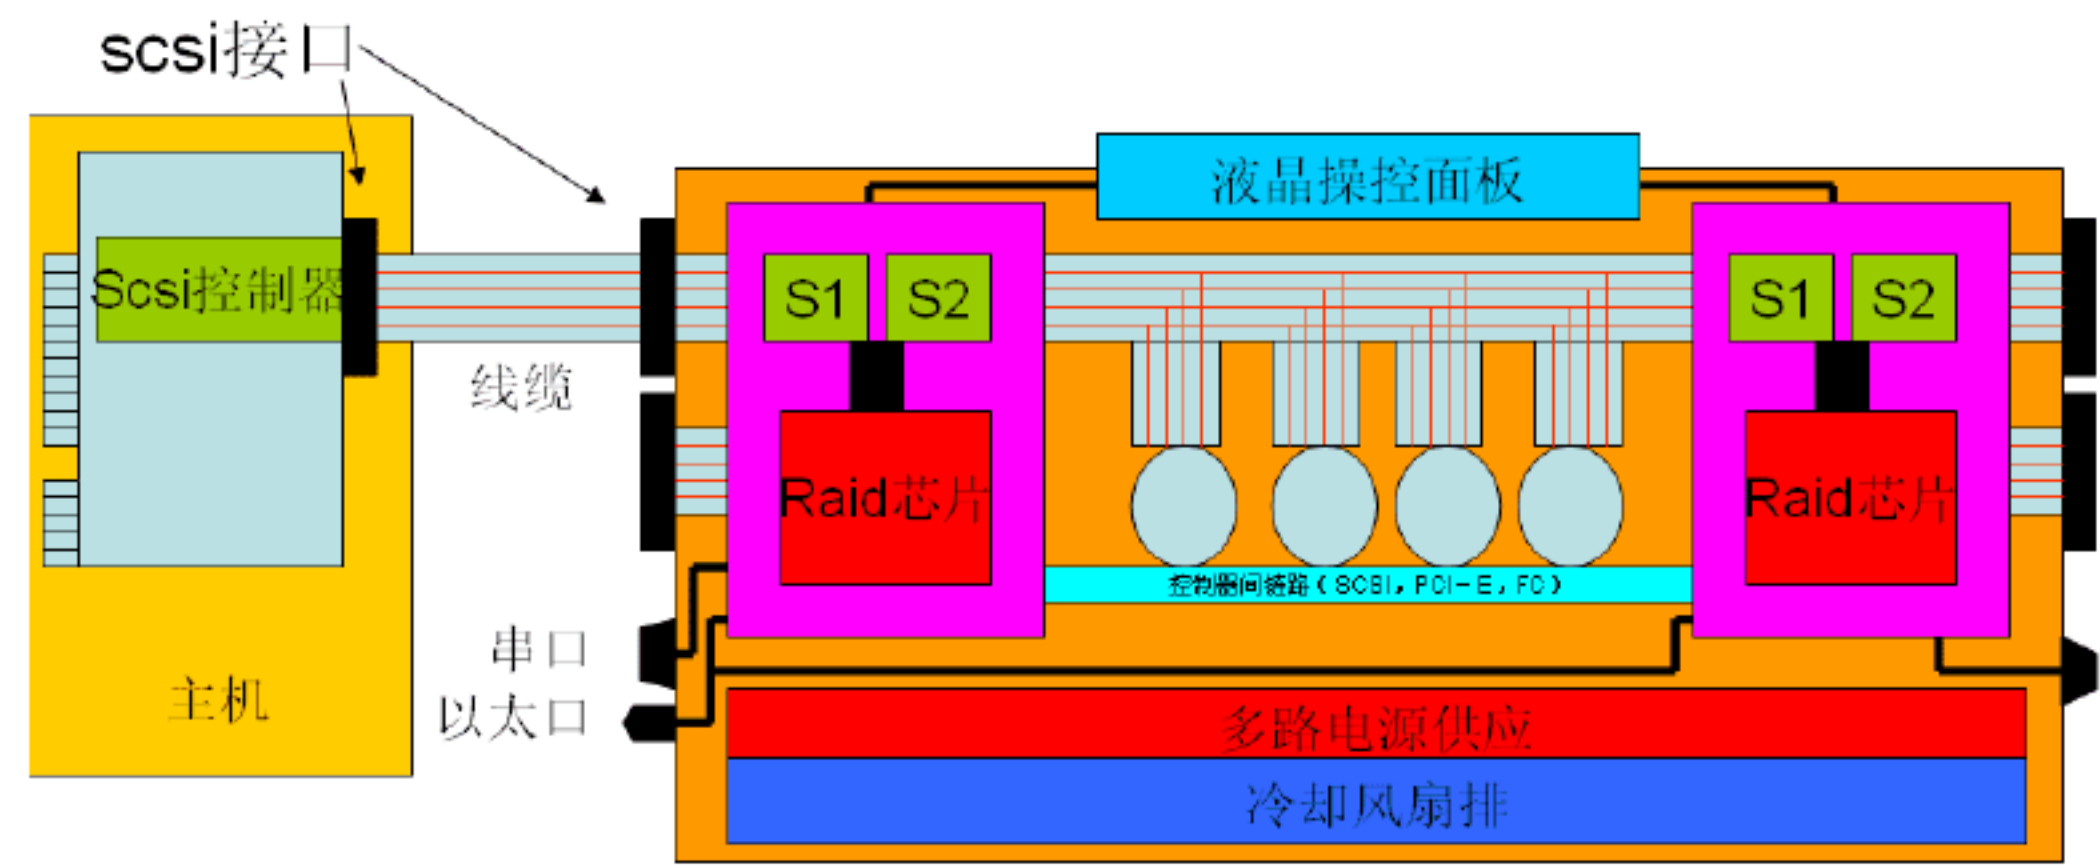 scsi接口
液晶操控面板
Scsi控制器
S1
S2
S1
S2
线缆
Raid芯片
Raid芯片
控制器间链路（SCSI，PCI-E，FC）
串口
主机
以太口
多路电源供应
冷却风扇排